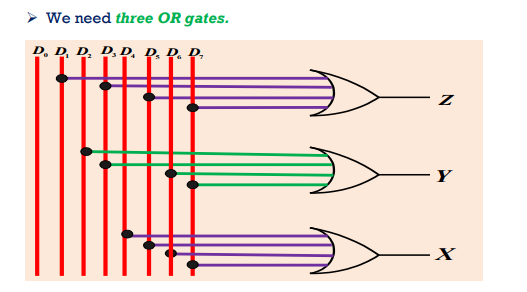 ➢ We need three OR gates.
D₀ D₁ D₂ D₃ D₄ D₅ D₆ D₇
Z
Y
X